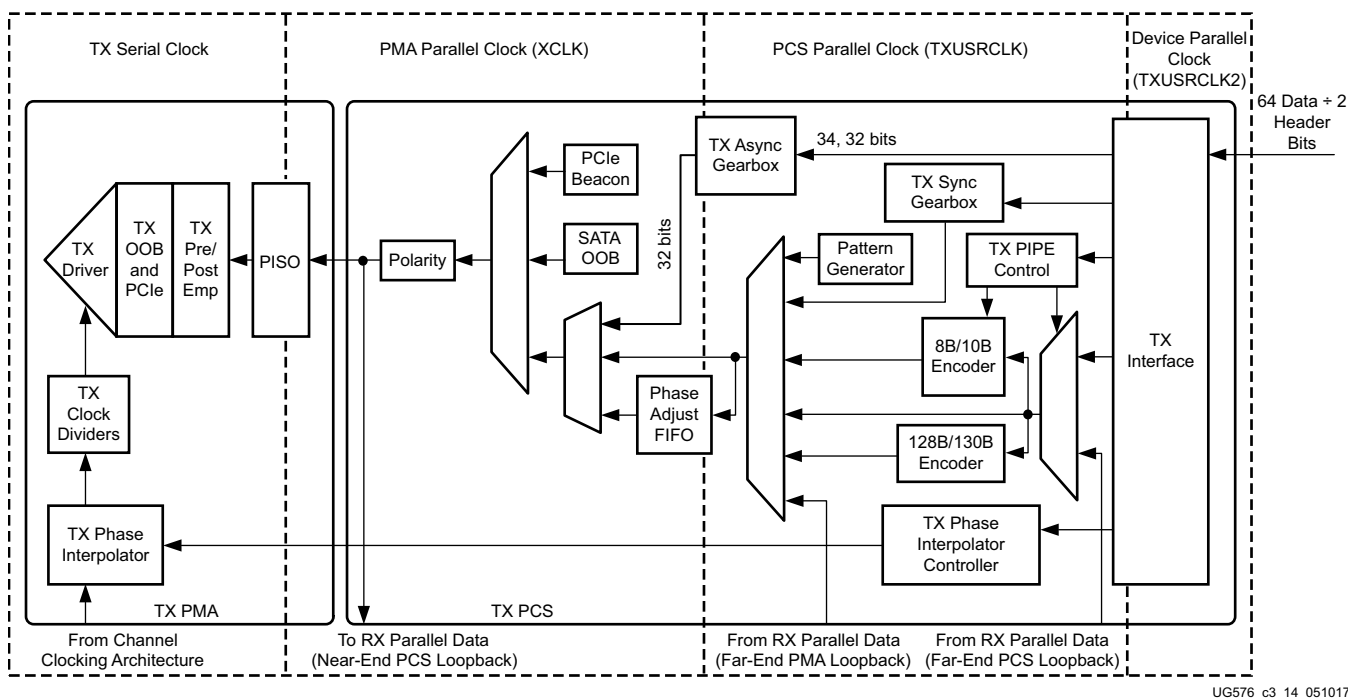 TX Serial Clock
PMA Parallel Clock (XCLK)
PCS Parallel Clock (TXUSRCLK)
Device Parallel
Clock
(TXUSRCLK2)
64 Data ÷ 2
Header
Bits
TX
Driver
TX
OOB
and
PCIe
TX
Pre/
Post
Emp
PISO
TX
Clock
Dividers
TX Phase
Interpolator
TX PMA
Polarity
PCIe
Beacon
SATA
OOB
32 bits
TX Async
Gearbox
34, 32 bits
Phase
Adjust
FIFO
TX Sync
Gearbox
Pattern
Generator
TX PIPE
Control
8B/10B
Encoder
128B/130B
Encoder
TX Phase
Interpolator
Controller
TX
Interface
TX PCS
From Channel
Clocking Architecture
To RX Parallel Data
(Near-End PCS Loopback)
From RX Parallel Data
(Far-End PMA Loopback)
From RX Parallel Data
(Far-End PCS Loopback)
UG576_c3_14_051017